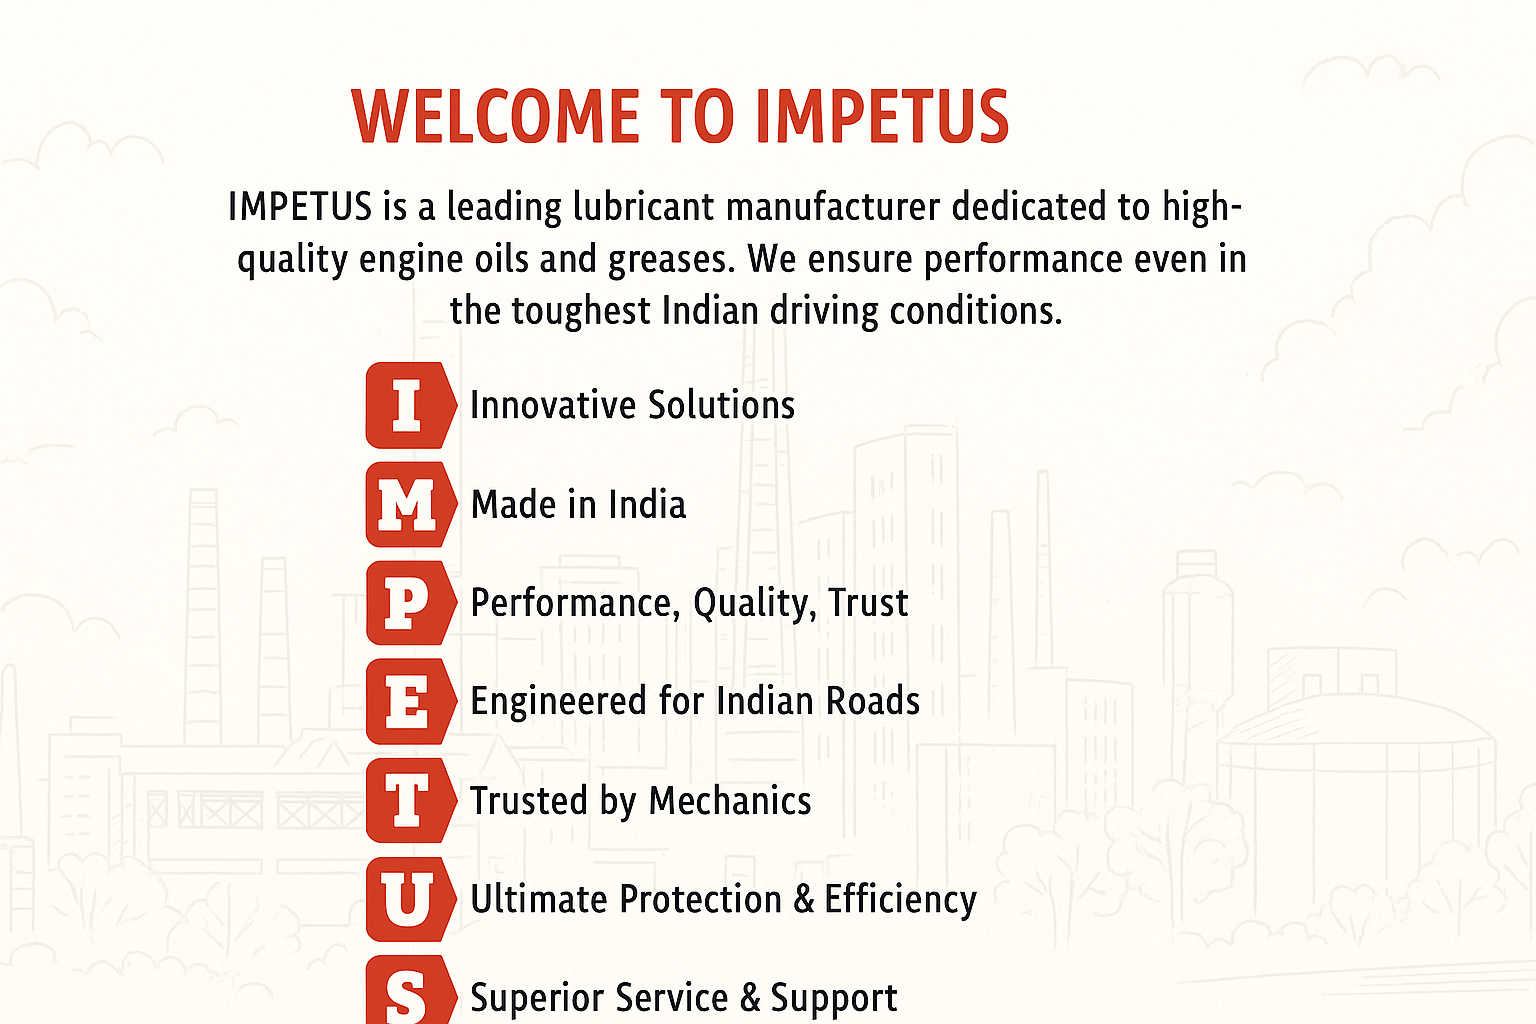 WELCOME TO IMPETUS
IMPETUS is a leading lubricant manufacturer dedicated to high-
quality engine oils and greases. We ensure performance even in
the toughest Indian driving conditions.
I Innovative Solutions
M Made in India
P Performance, Quality, Trust
E Engineered for Indian Roads
T Trusted by Mechanics
U Ultimate Protection & Efficiency
S Superior Service & Support